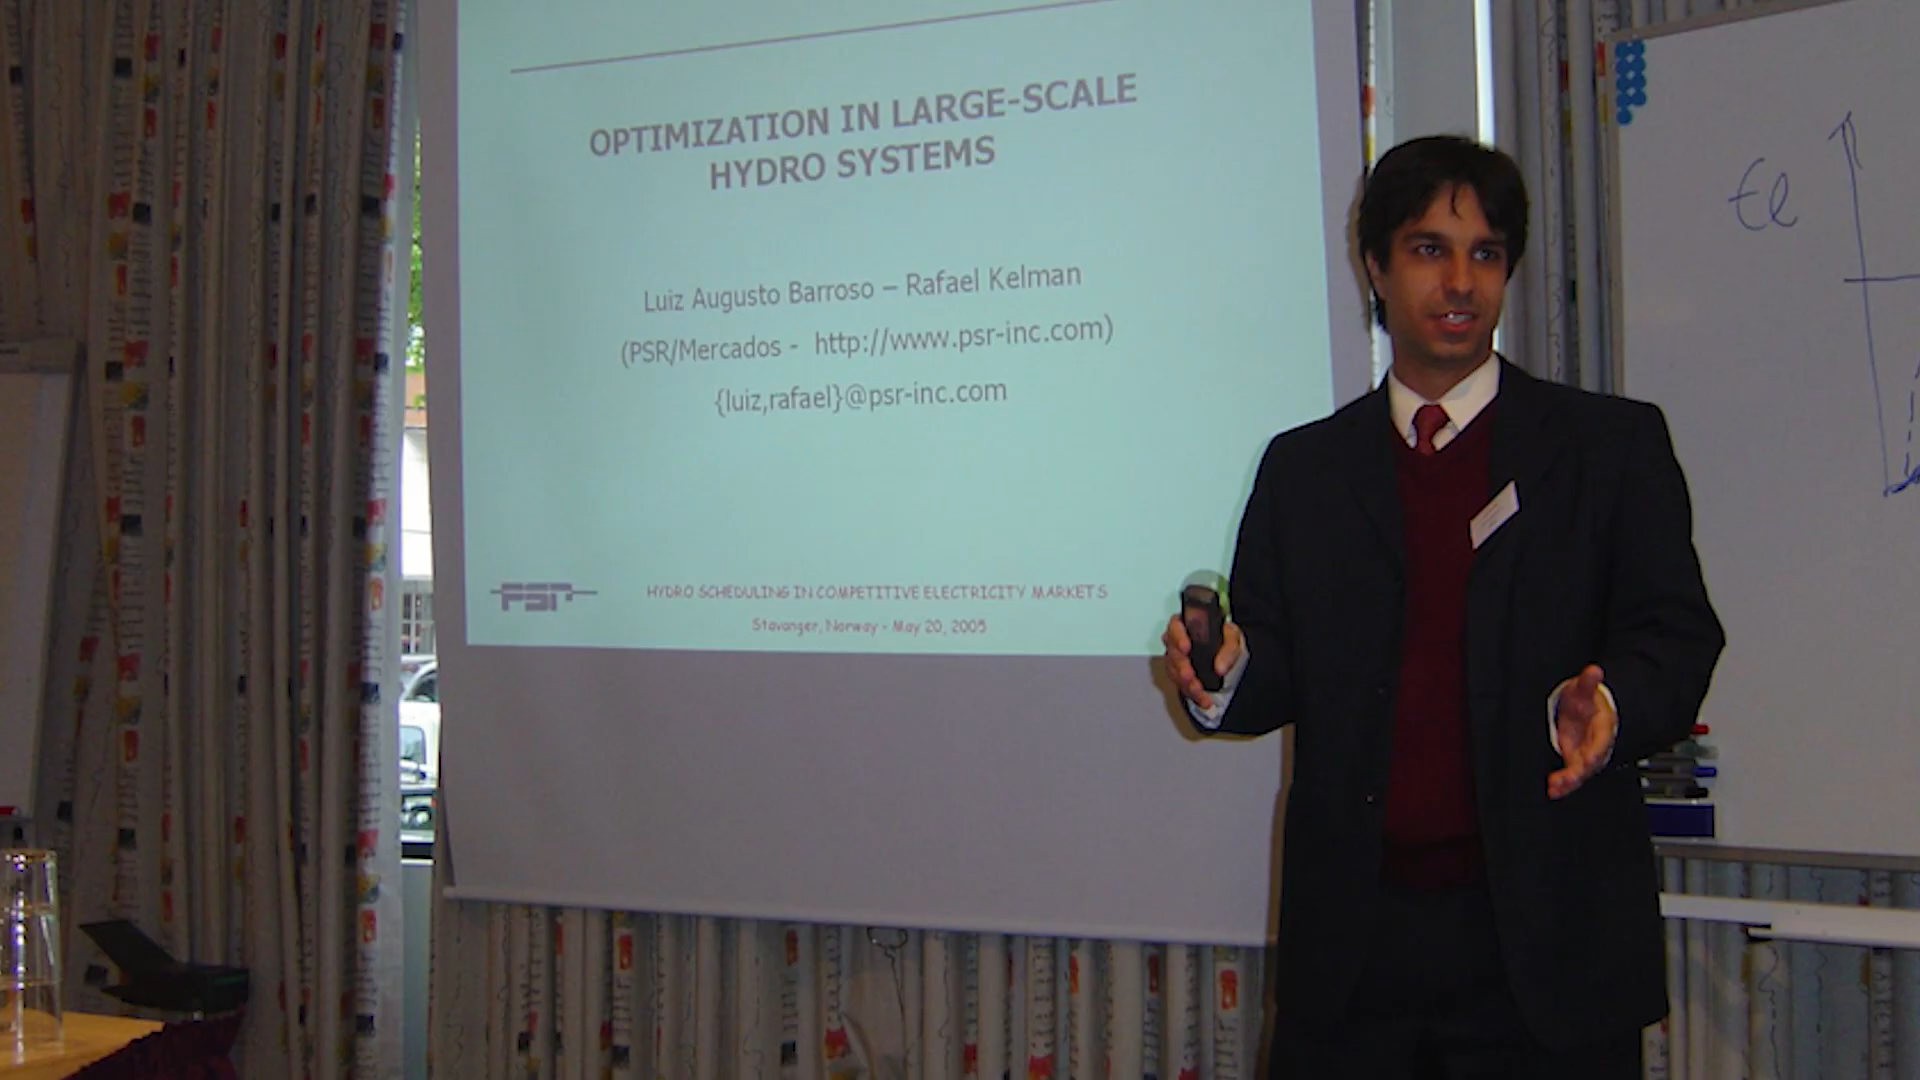 OPTIMIZATION IN LARGE-SCALE
HYDRO SYSTEMS
Luiz Augusto Barroso – Rafael Kelman
(PSR/Mercados - http://www.psr-inc.com)
{luiz,rafael}@psr-inc.com
PSR
HYDRO SCHEDULING IN COMPETITIVE ELECTRICITY MARKETS
Stavanger, Norway - May 20, 2005